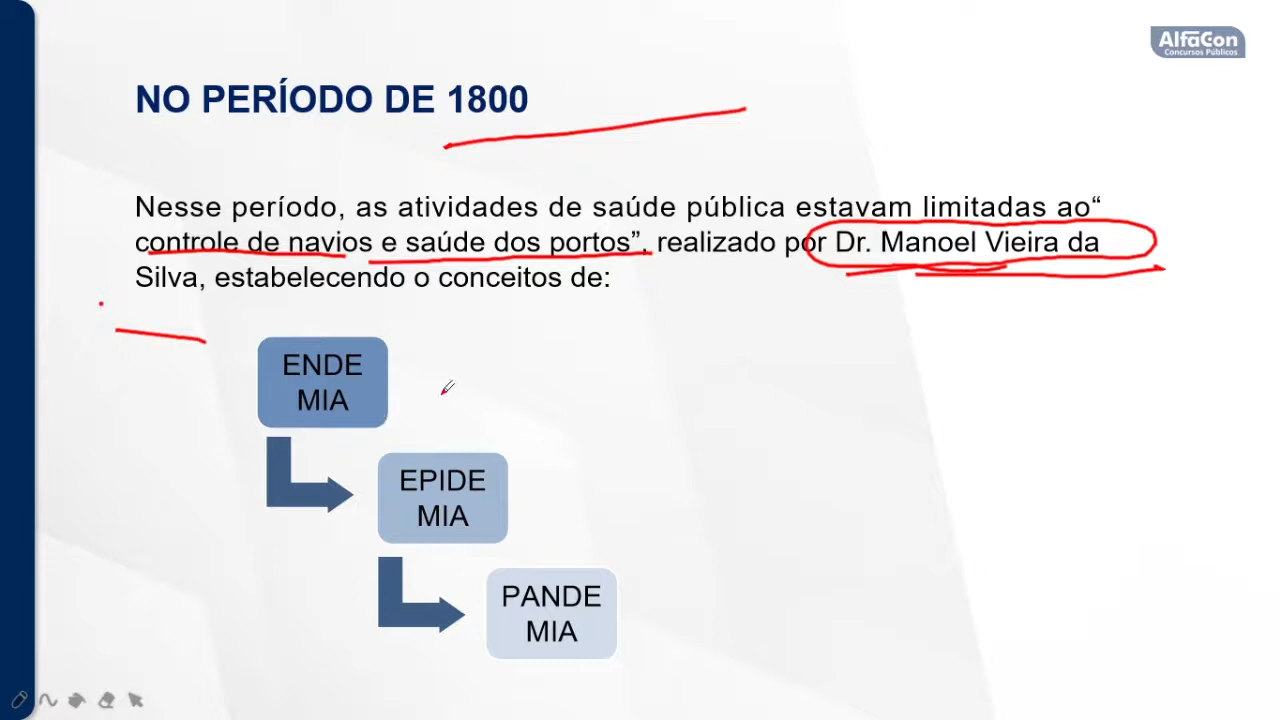 AlfaCon
Concursos Públicos
NO PERÍODO DE 1800
Nesse período, as atividades de saúde pública estavam limitadas ao“
controle de navios e saúde dos portos”, realizado por Dr. Manoel Vieira da
Silva, estabelecendo o conceitos de:
ENDE
MIA
EPIDE
MIA
PANDE
MIA